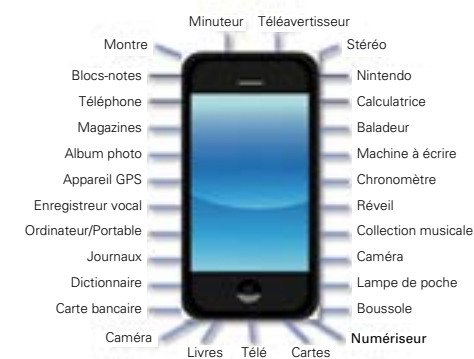 Minuteur Téléavertisseur
Montre Stéréo
Blocs-notes Nintendo
Téléphone Calculatrice
Magazines Baladeur
Album photo Machine à écrire
Appareil GPS Chronomètre
Enregistreur vocal Réveil
Ordinateur/Portable Collection musicale
Journaux Caméra
Dictionnaire Lampe de poche
Carte bancaire Boussole
Caméra Numériseur
Livres Télé Cartes